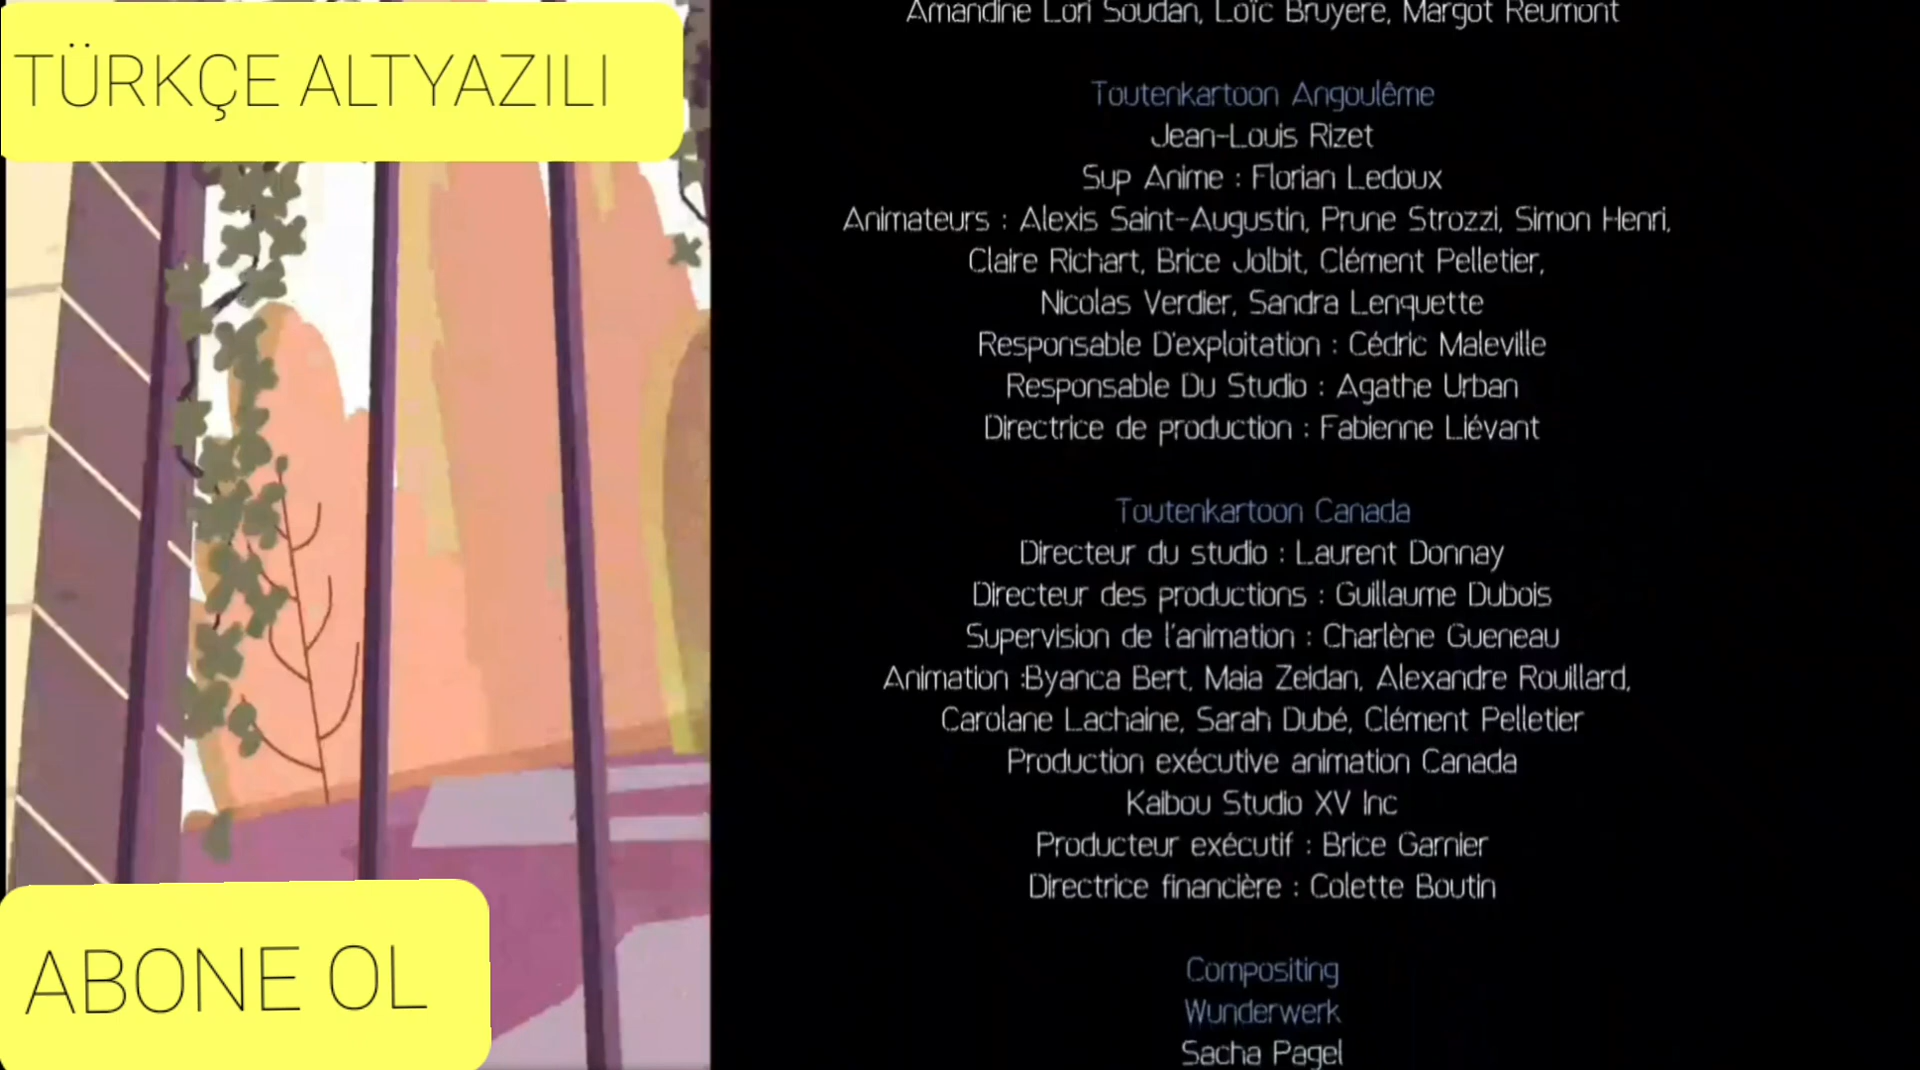 TÜRKÇE ALTYAZILI
ABONE OL
Amandine Lori Soudan, Loïc Bruyere, Margot Reumont
Toutenkartoon Angoulême
Jean-Louis Rizet
Sup Anime : Florian Ledoux
Animateurs : Alexis Saint-Augustin, Prune Strozzi, Simon Henri,
Claire Richart, Brice Jolbit, Clément Pelletier,
Nicolas Verdier, Sandra Lenquette
Responsable D'exploitation : Cédric Maleville
Responsable Du Studio : Agathe Urban
Directrice de production : Fabienne Liévant
Toutenkartoon Canada
Directeur du studio : Laurent Donnay
Directeur des productions : Guillaume Dubois
Supervision de l'animation : Charlène Gueneau
Animation :Byanca Bert, Maia Zeidan, Alexandre Rouillard,
Carolane Lachaine, Sarah Dubé, Clément Pelletier
Production exécutive animation Canada
Kaibou Studio XV Inc
Producteur exécutif : Brice Garnier
Directrice financière : Colette Boutin
Compositing
Wunderwerk
Sacha Pagel